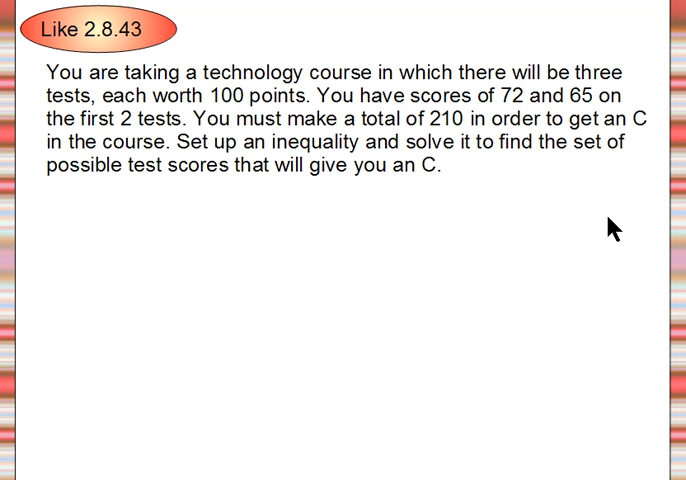 Like 2.8.43
You are taking a technology course in which there will be three
tests, each worth 100 points. You have scores of 72 and 65 on
the first 2 tests. You must make a total of 210 in order to get an C
in the course. Set up an inequality and solve it to find the set of
possible test scores that will give you an C.